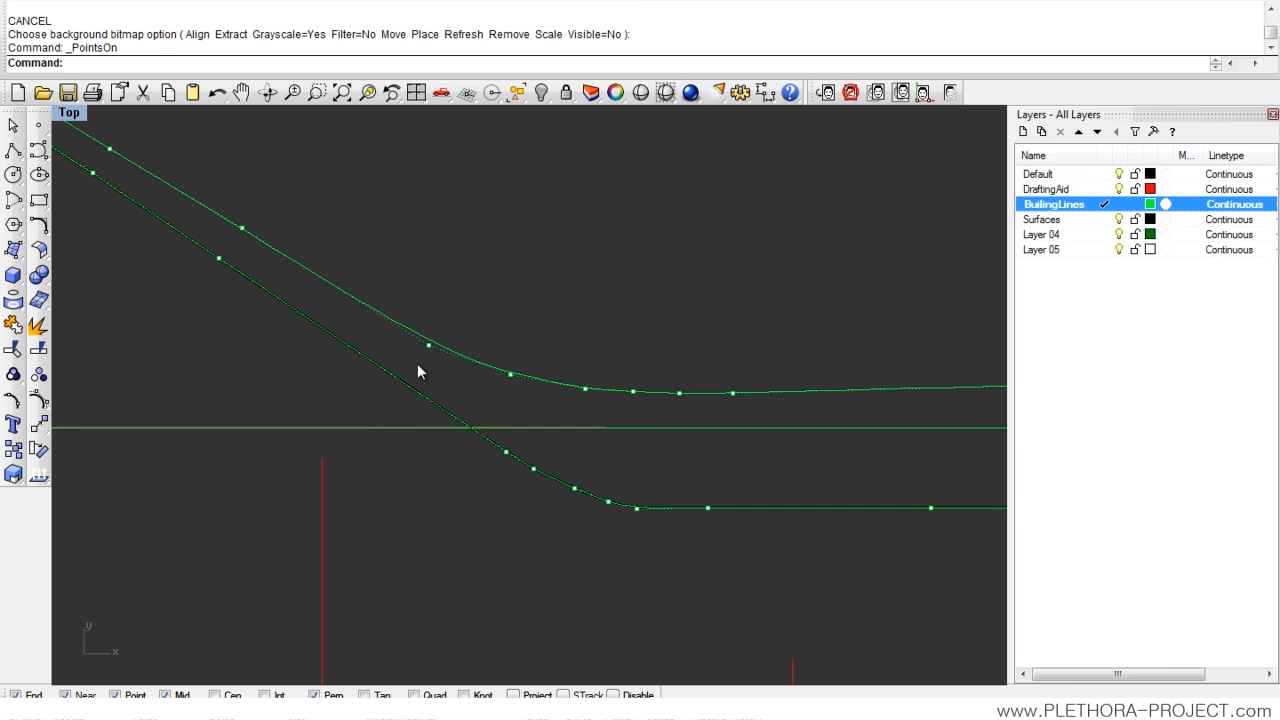 CANCEL
Choose background bitmap option ( Align Extract Grayscale=Yes Filter=No Move Place Refresh Remove Scale Visible=No ):
Command: _PointsOn
Command:
Top
Layers - All Layers
Name M... Linetype
Default Continuous
DraftingAid Continuous
BuilingLines Continuous
Surfaces Continuous
Layer 04 Continuous
Layer 05 Continuous
y
x
End Near Point Mid Cen Int Perp Tan Quad Knot Project STrack Disable
www.PLETHORA-PROJECT.com